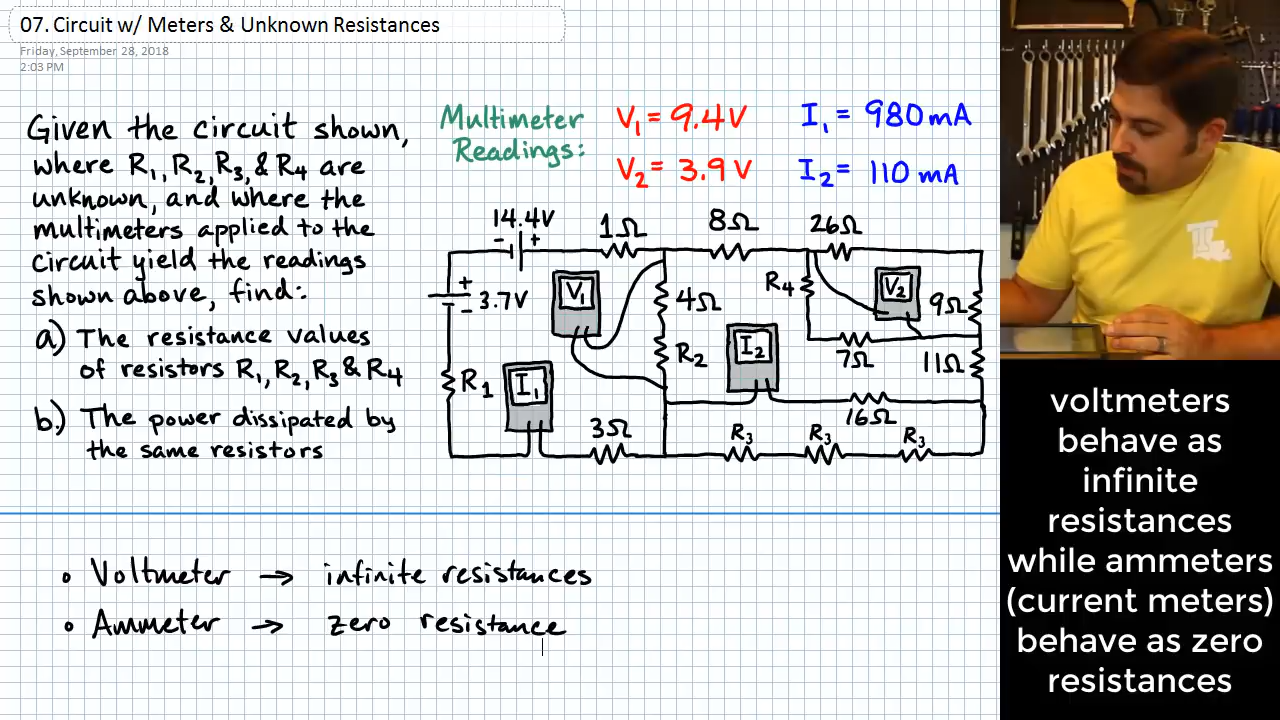 07. Circuit w/ Meters & Unknown Resistances
Friday, September 28, 2018
2:03 PM
Given the circuit shown,
where R1, R2, R3, & R4 are
unknown, and where the
multimeters applied to the
circuit yield the readings
shown above, find:
a.) The resistance values
of resistors R1, R2, R3 & R4
b.) The power dissipated by
the same resistors
Multimeter
Readings:
V1 = 9.4V
V2 = 3.9V
I1 = 980mA
I2 = 110 mA
14.4V
- +
1Ω
8Ω
26Ω
+
-
3.7V
V1
4Ω
R4
V2
9Ω
R1
I1
R2
I2
7Ω
11Ω
16Ω
3Ω
R3
R3
R3
• Voltmeter → infinite resistances
• Ammeter → zero resistance
voltmeters
behave as
infinite
resistances
while ammeters
(current meters)
behave as zero
resistances